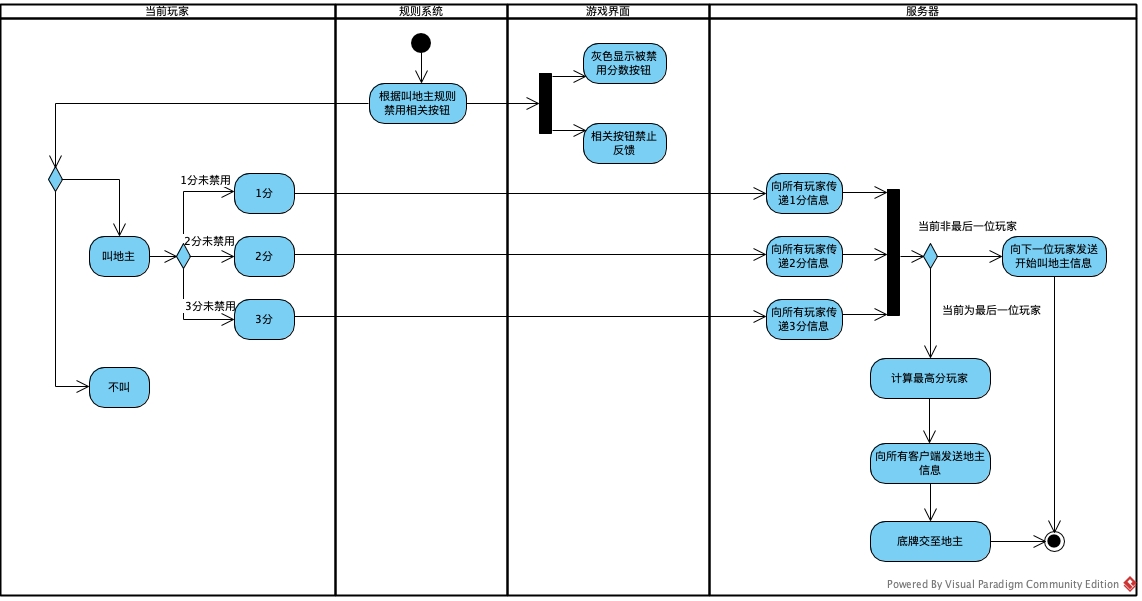 当前玩家
规则系统
游戏界面
服务器
灰色显示被禁
用分数按钮
根据叫地主规则
禁用相关按钮
相关按钮禁止
反馈
1分未禁用
1分
向所有玩家传
递1分信息
叫地主
2分未禁用
2分
向所有玩家传
递2分信息
当前非最后一位玩家
向下一位玩家发送
开始叫地主信息
3分未禁用
3分
向所有玩家传
递3分信息
当前为最后一位玩家
不叫
计算最高分玩家
向所有客户端发送地主
信息
底牌交至地主
Powered By Visual Paradigm Community Edition